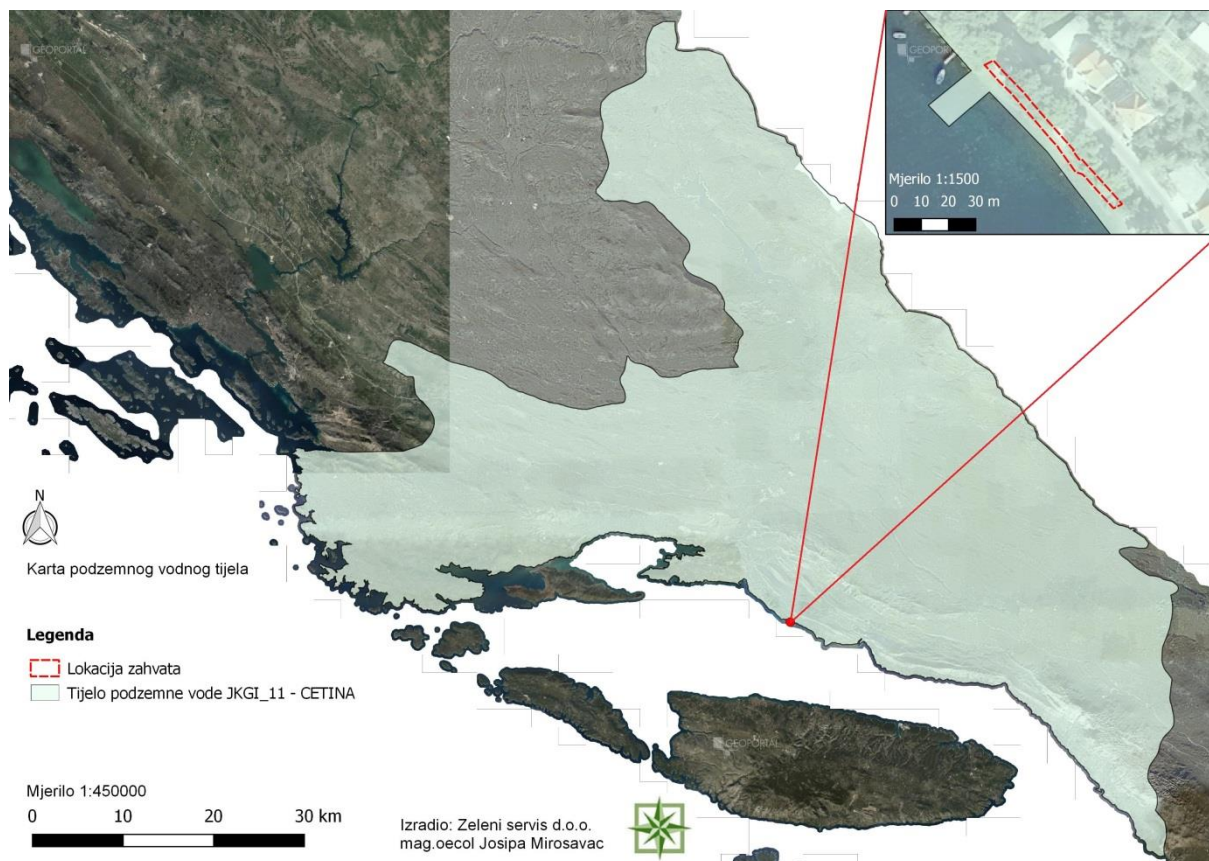 GEOPORTAL
GEOPORTAL
Mjerilo 1:1500
0 10 20 30 m
N
Karta podzemnog vodnog tijela
Legenda
Lokacija zahvata
Tijelo podzemne vode JKGI_11 - CETINA
GEOPORTAL
Mjerilo 1:450000
0 10 20 30 km
Izradio: Zeleni servis d.o.o.
mag.oecol Josipa Mirosavac